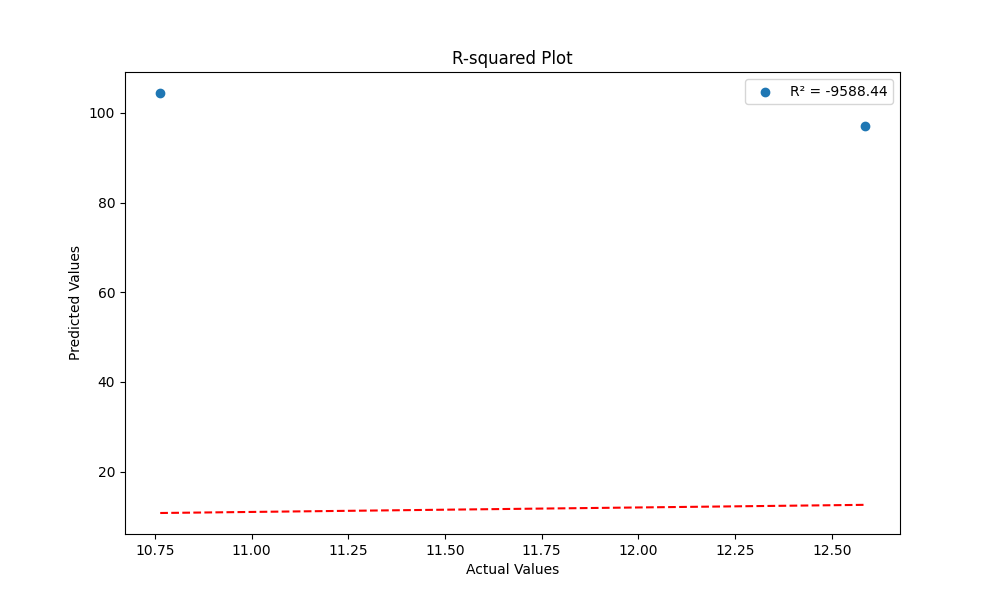 R-squared Plot
R² = -9588.44
Predicted Values
100
80
60
40
20
10.75 11.00 11.25 11.50 11.75 12.00 12.25 12.50
Actual Values